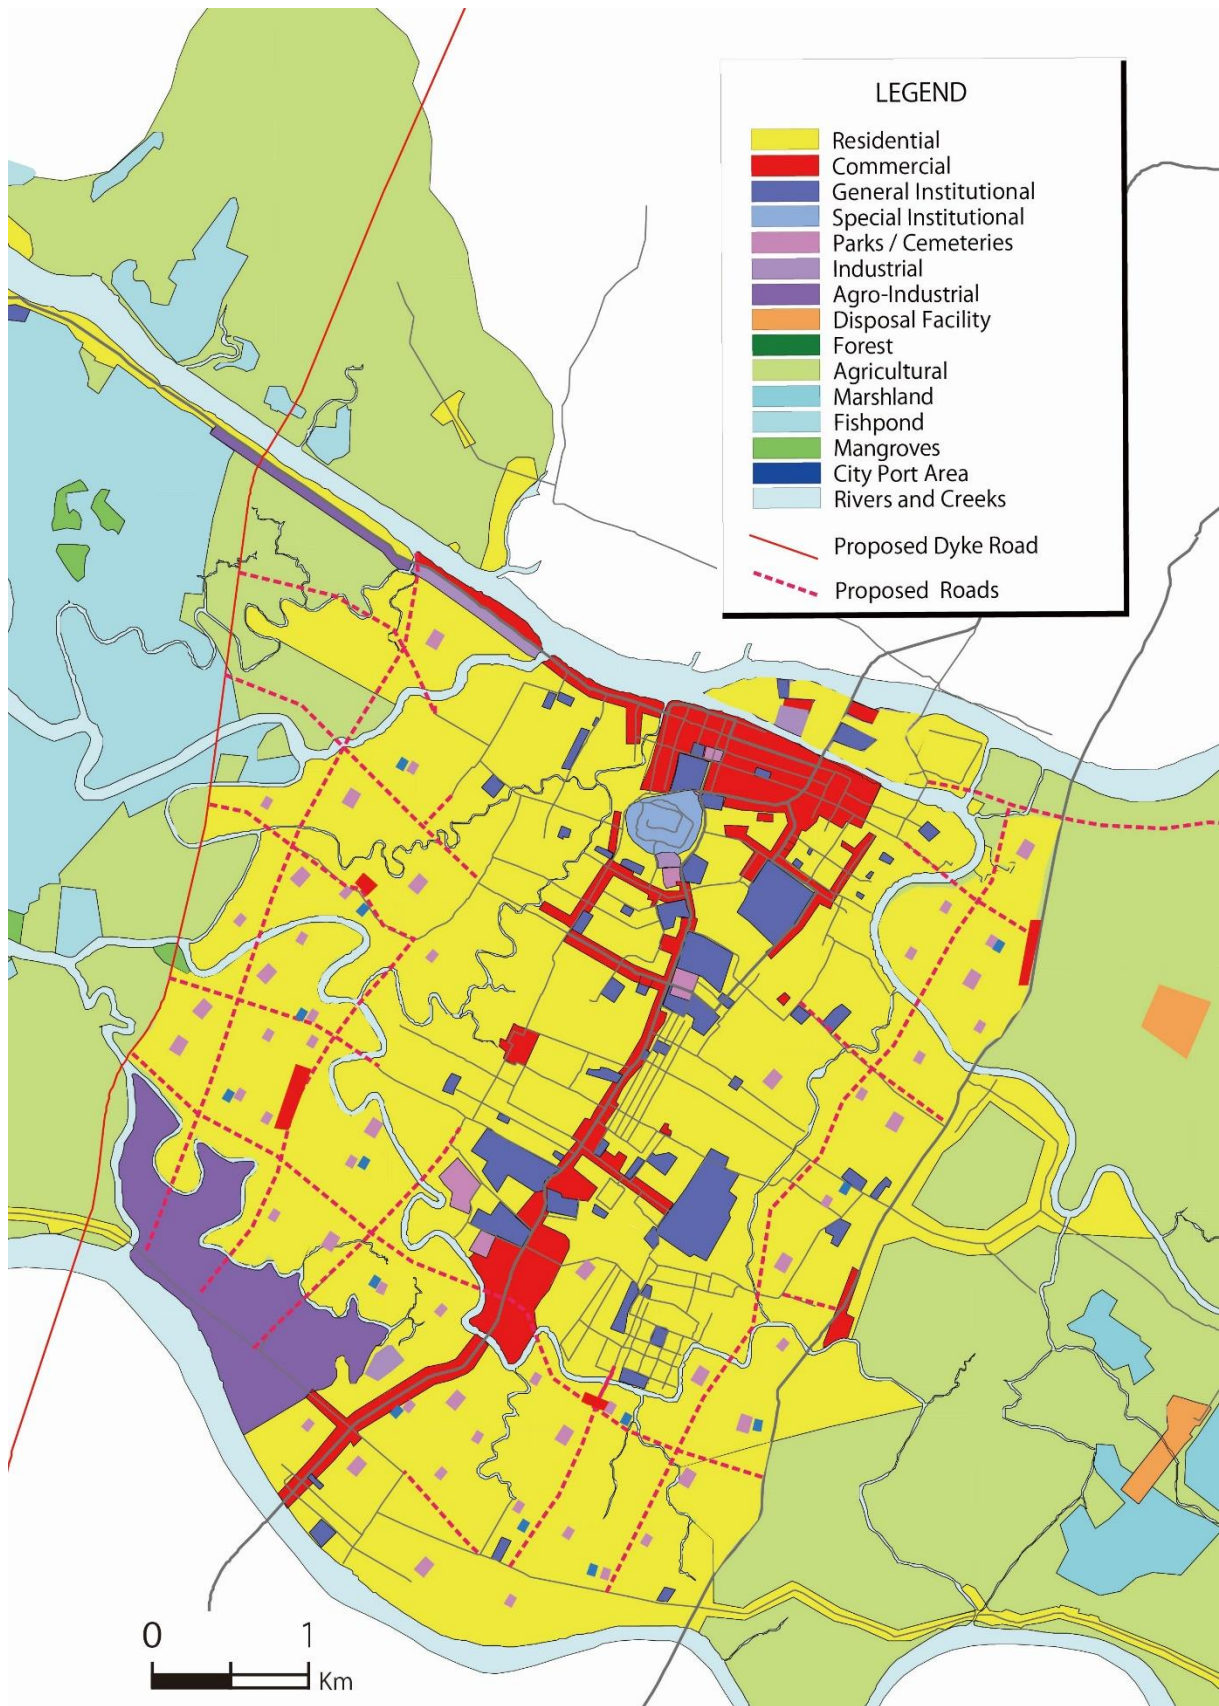 LEGEND
Residential
Commercial
General Institutional
Special Institutional
Parks / Cemeteries
Industrial
Agro-Industrial
Disposal Facility
Forest
Agricultural
Marshland
Fishpond
Mangroves
City Port Area
Rivers and Creeks
Proposed Dyke Road
Proposed Roads
0 1
Km